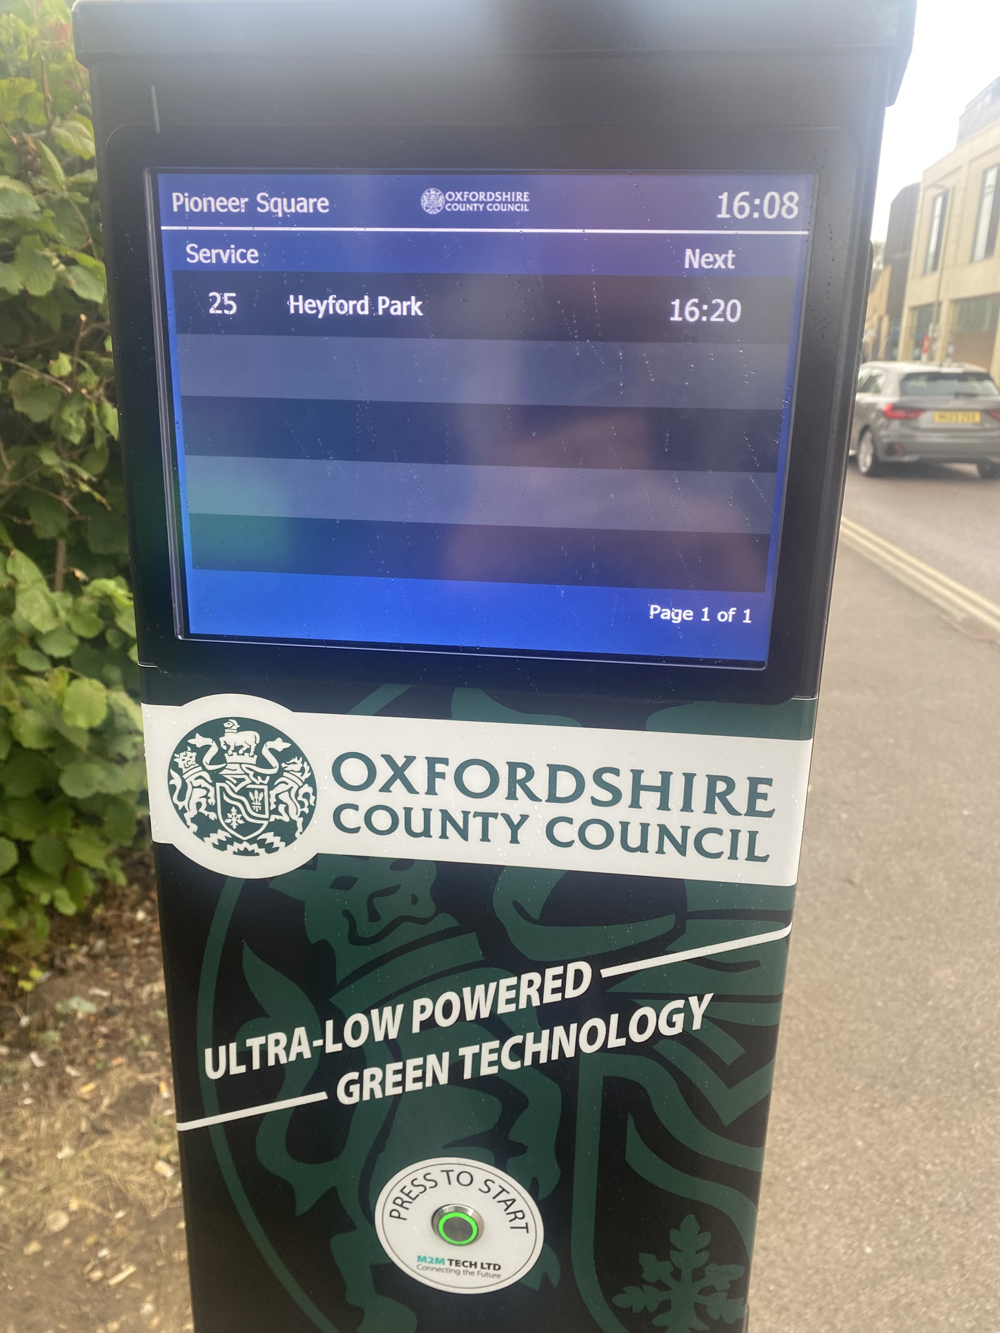 Pioneer Square
OXFORDSHIRE
COUNTY COUNCIL
16:08
Service Next
25 Heyford Park 16:20
Page 1 of 1
OXFORDSHIRE
COUNTY COUNCIL
ULTRA-LOW POWERED
GREEN TECHNOLOGY
PRESS TO START
M2M TECH LTD
Connecting the Future